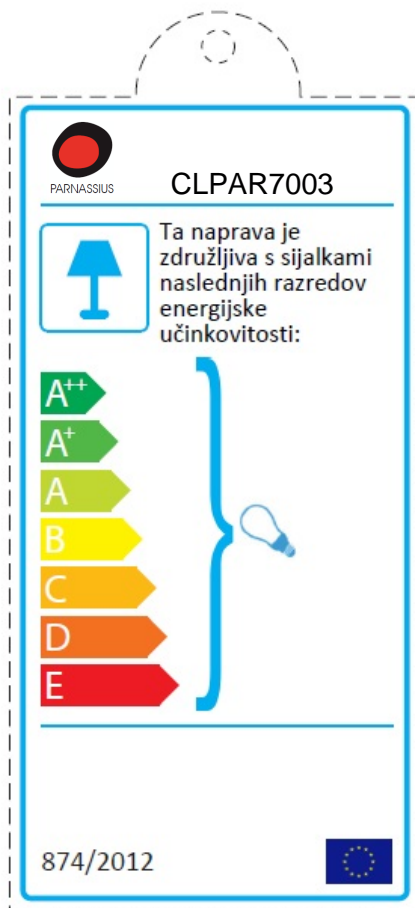 PARNASSIUS
CLPAR7003
Ta naprava je
združljiva s sijalkami
naslednjih razredov
energijske
učinkovitosti:
A++
A+
A
B
C
D
E
874/2012